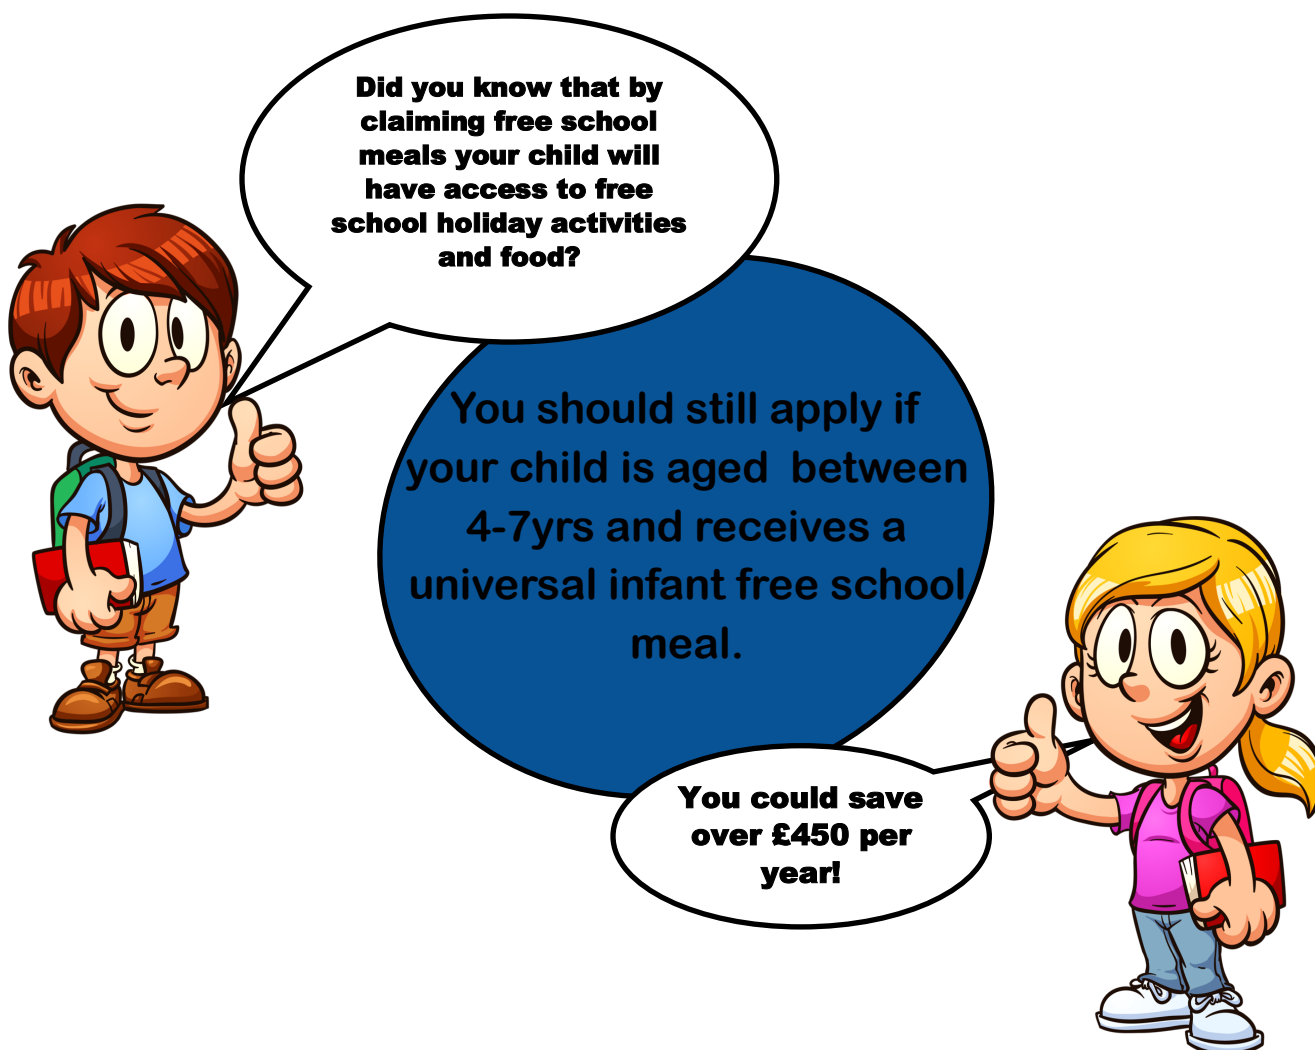 Did you know that by
claiming free school
meals your child will
have access to free
school holiday activities
and food?
You should still apply if
your child is aged  between
4-7yrs and receives a
universal infant free school
meal.
You could save
over £450 per
year!